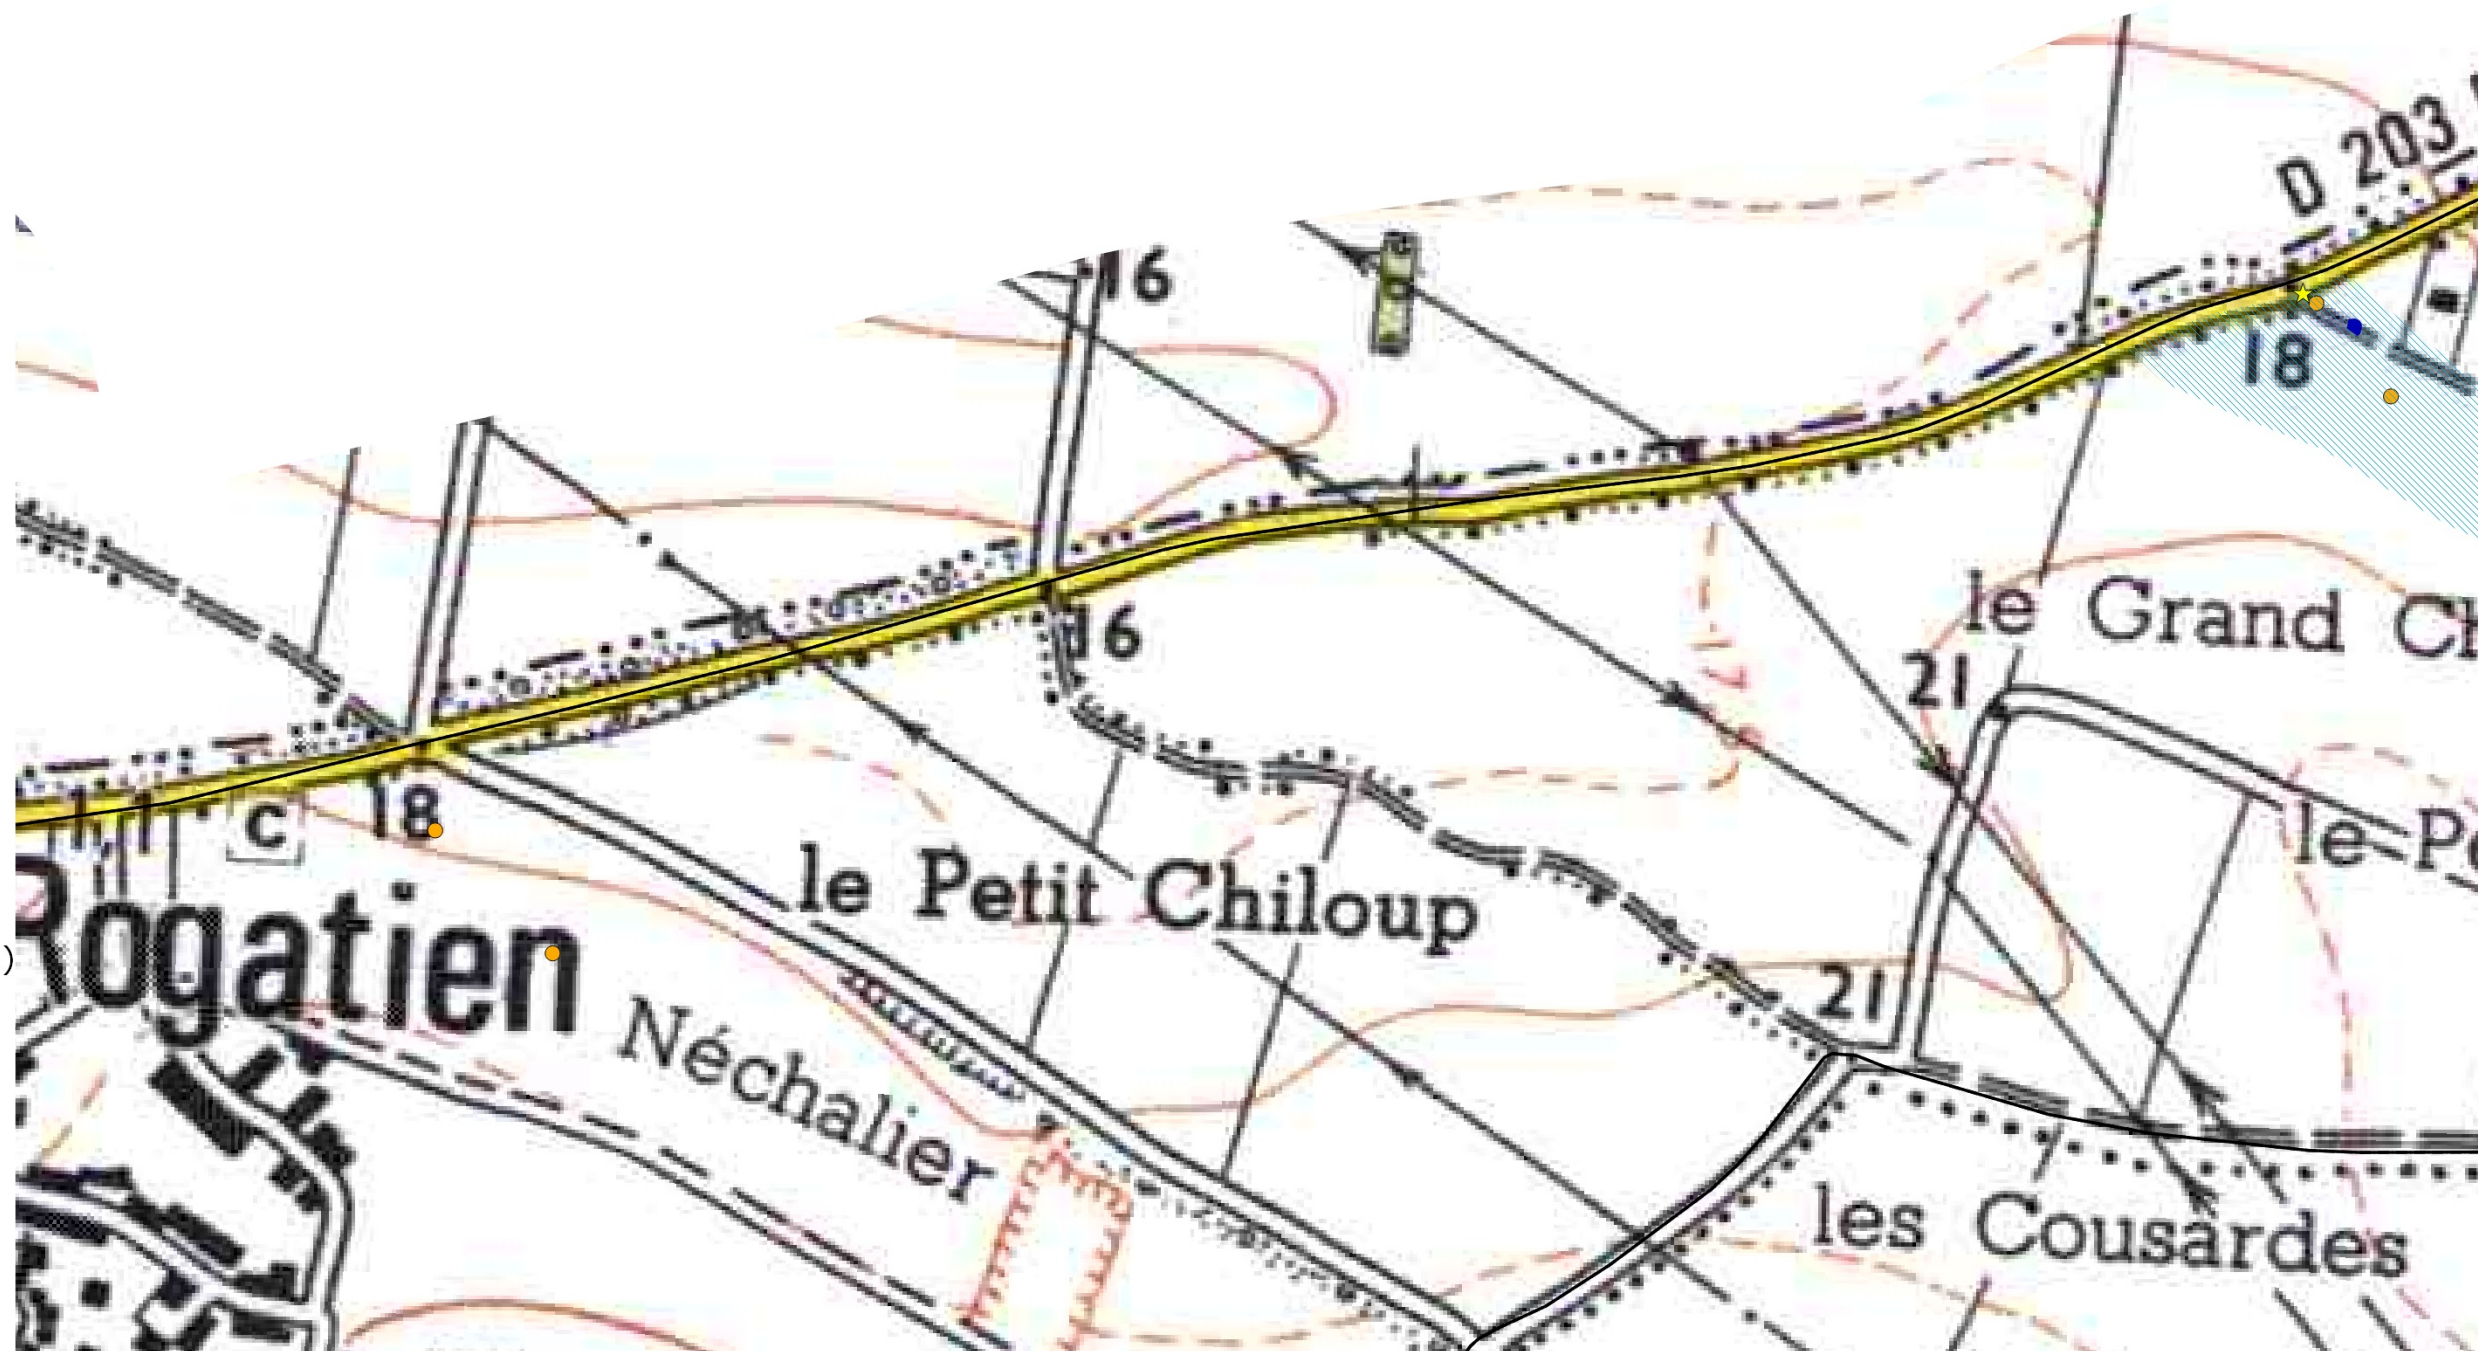 D 203
16
18
16
le Grand Ch
21
C
18
le Pe
le Petit Chiloup
Rogatien
)
21
Néchalier
les Cousardes